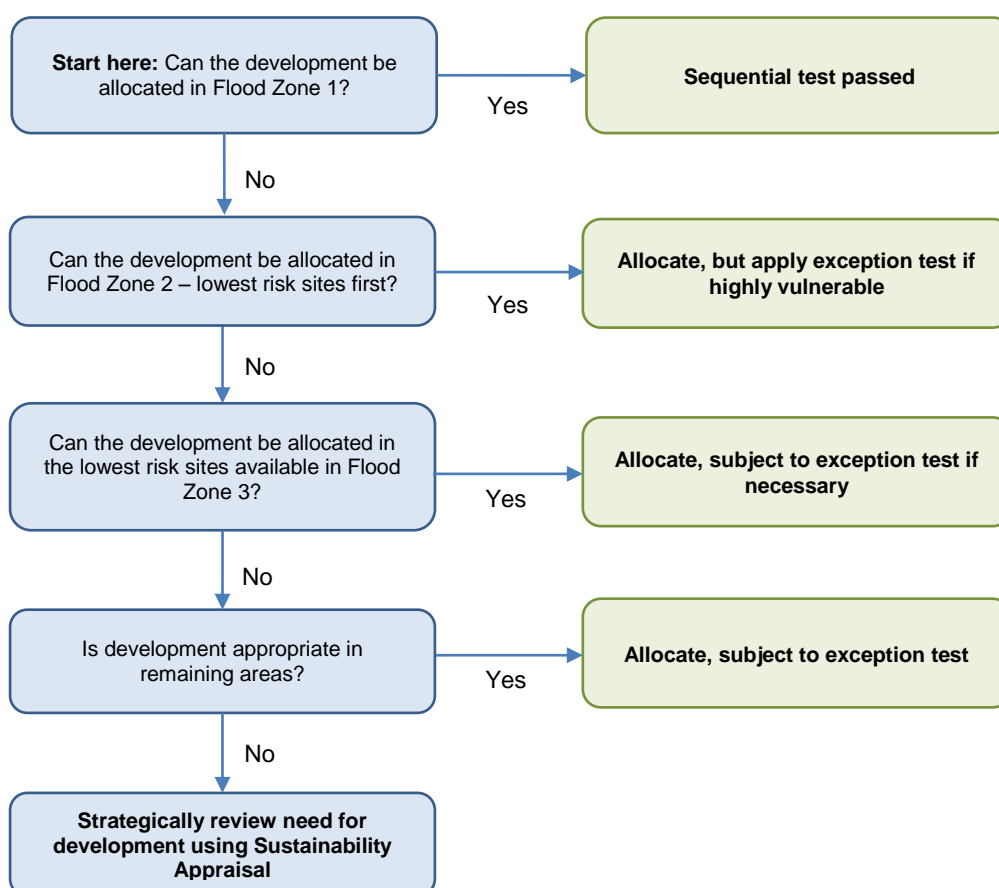 Start here: Can the development be
allocated in Flood Zone 1?
Yes
Sequential test passed
No
Can the development be allocated in
Flood Zone 2 – lowest risk sites first?
Yes
Allocate, but apply exception test if
highly vulnerable
No
Can the development be allocated in
the lowest risk sites available in Flood
Zone 3?
Yes
Allocate, subject to exception test if
necessary
No
Is development appropriate in
remaining areas?
Yes
Allocate, subject to exception test
No
Strategically review need for
development using Sustainability
Appraisal